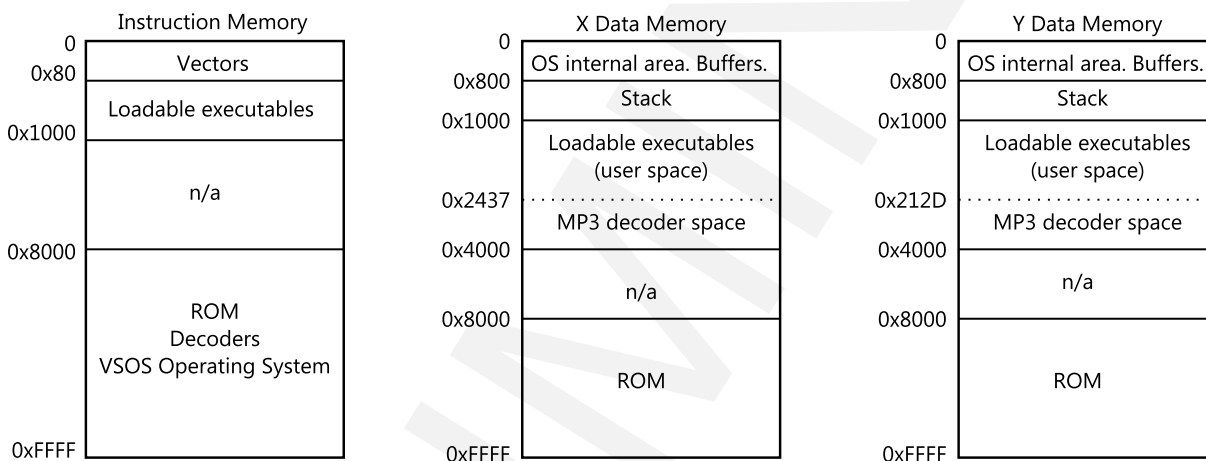 Instruction Memory
0
Vectors
0x80
Loadable executables
0x1000
n/a
0x8000
ROM
Decoders
VSOS Operating System
0xFFFF
X Data Memory
0
OS internal area. Buffers.
0x800
Stack
0x1000
Loadable executables
(user space)
0x2437
MP3 decoder space
0x4000
n/a
0x8000
ROM
0xFFFF
Y Data Memory
0
OS internal area. Buffers.
0x800
Stack
0x1000
Loadable executables
(user space)
0x212D
MP3 decoder space
0x4000
n/a
0x8000
ROM
0xFFFF